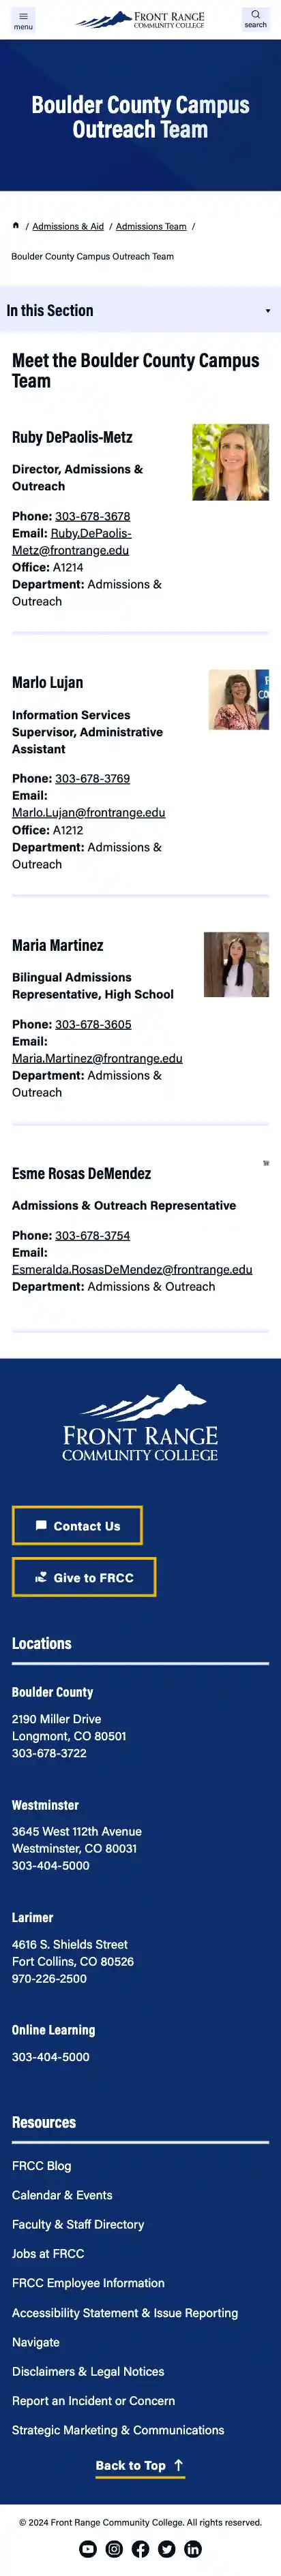 menu
FRONT RANGE
COMMUNITY COLLEGE
search
Boulder County Campus
Outreach Team
/ Admissions & Aid / Admissions Team /
Boulder County Campus Outreach Team
In this Section
Meet the Boulder County Campus
Team
Ruby DePaolis-Metz
Director, Admissions &
Outreach
Phone: 303-678-3678
Email: Ruby.DePaolis-
Metz@frontrange.edu
Office: A1214
Department: Admissions &
Outreach
Marlo Lujan
Information Services
Supervisor, Administrative
Assistant
Phone: 303-678-3769
Email:
Marlo.Lujan@frontrange.edu
Office: A1212
Department: Admissions &
Outreach
Maria Martinez
Bilingual Admissions
Representative, High School
Phone: 303-678-3605
Email:
Maria.Martinez@frontrange.edu
Department: Admissions &
Outreach
Esme Rosas DeMendez
Admissions & Outreach Representative
Phone: 303-678-3754
Email:
Esmeralda.RosasDeMendez@frontrange.edu
Department: Admissions & Outreach
FRONT RANGE
COMMUNITY COLLEGE
Contact Us
Give to FRCC
Locations
Boulder County
2190 Miller Drive
Longmont, CO 80501
303-678-3722
Westminster
3645 West 112th Avenue
Westminster, CO 80031
303-404-5000
Larimer
4616 S. Shields Street
Fort Collins, CO 80526
970-226-2500
Online Learning
303-404-5000
Resources
FRCC Blog
Calendar & Events
Faculty & Staff Directory
Jobs at FRCC
FRCC Employee Information
Accessibility Statement & Issue Reporting
Navigate
Disclaimers & Legal Notices
Report an Incident or Concern
Strategic Marketing & Communications
Back to Top
© 2024 Front Range Community College. All rights reserved.